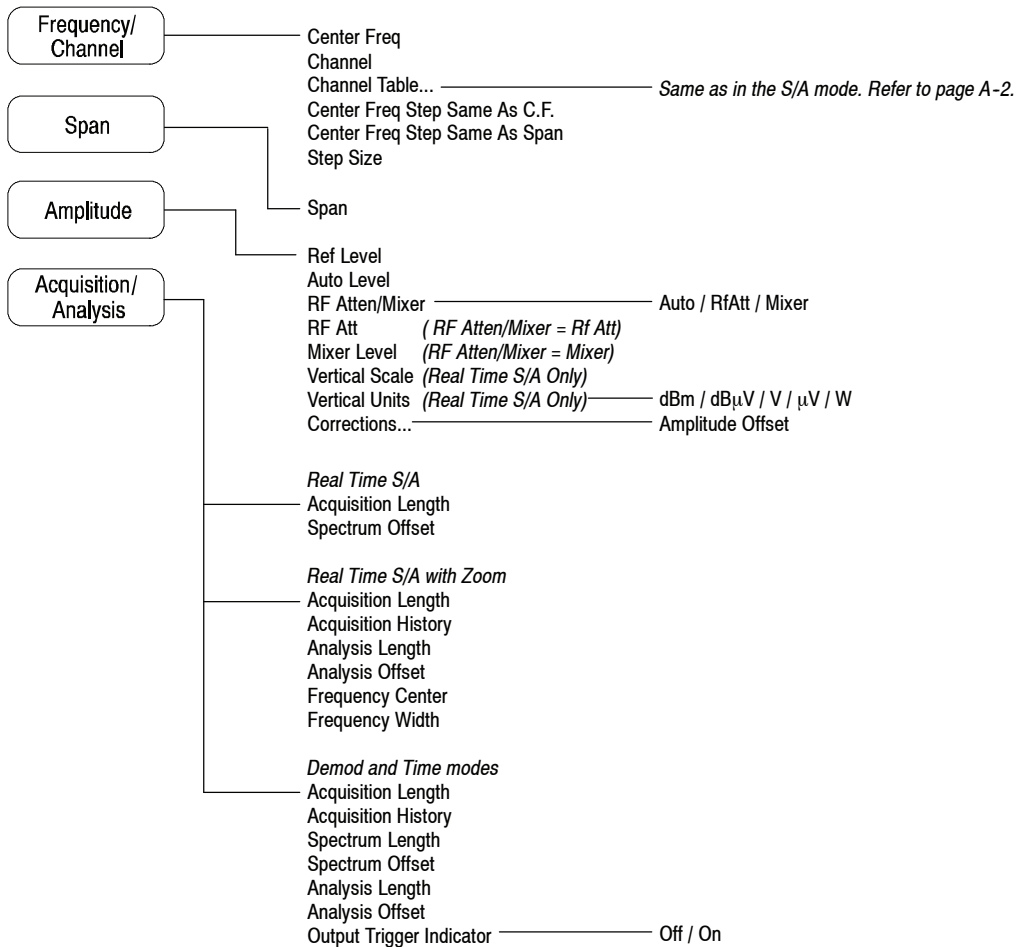 Frequency/
Channel
Center Freq
Channel
Channel Table... Same as in the S/A mode. Refer to page A-2.
Center Freq Step Same As C.F.
Center Freq Step Same As Span
Step Size
Span
Span
Amplitude
Ref Level
Auto Level
RF Atten/Mixer Auto / RfAtt / Mixer
RF Att ( RF Atten/Mixer = Rf Att)
Mixer Level (RF Atten/Mixer = Mixer)
Vertical Scale (Real Time S/A Only)
Vertical Units (Real Time S/A Only) dBm / dBμV / V / μV / W
Corrections... Amplitude Offset
Acquisition/
Analysis
Real Time S/A
Acquisition Length
Spectrum Offset
Real Time S/A with Zoom
Acquisition Length
Acquisition History
Analysis Length
Analysis Offset
Frequency Center
Frequency Width
Demod and Time modes
Acquisition Length
Acquisition History
Spectrum Length
Spectrum Offset
Analysis Length
Analysis Offset
Output Trigger Indicator Off / On